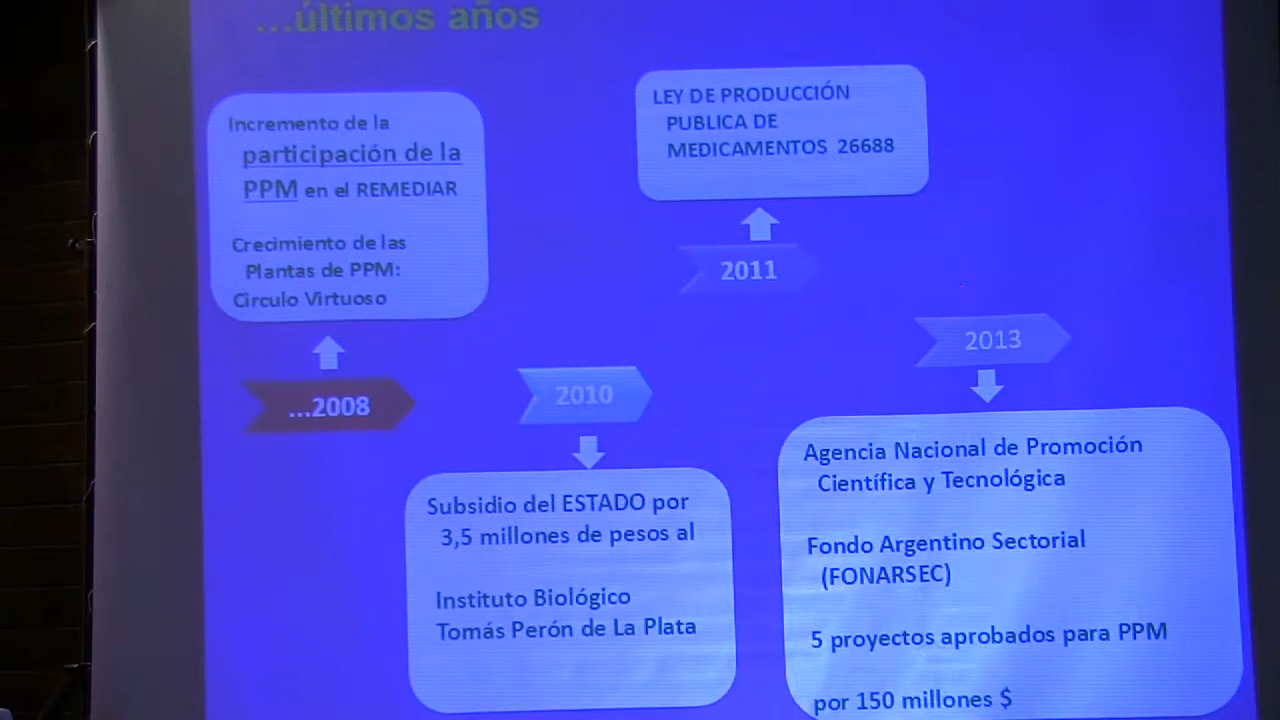 ...últimos años
Incremento de la
participación de la
PPM en el REMEDIAR
Crecimiento de las
Plantas de PPM:
Circulo Virtuoso
...2008
2010
Subsidio del ESTADO por
3,5 millones de pesos al
Instituto Biológico
Tomás Perón de La Plata
LEY DE PRODUCCIÓN
PUBLICA DE
MEDICAMENTOS 26688
2011
2013
Agencia Nacional de Promoción
Científica y Tecnológica
Fondo Argentino Sectorial
(FONARSEC)
5 proyectos aprobados para PPM
por 150 millones $